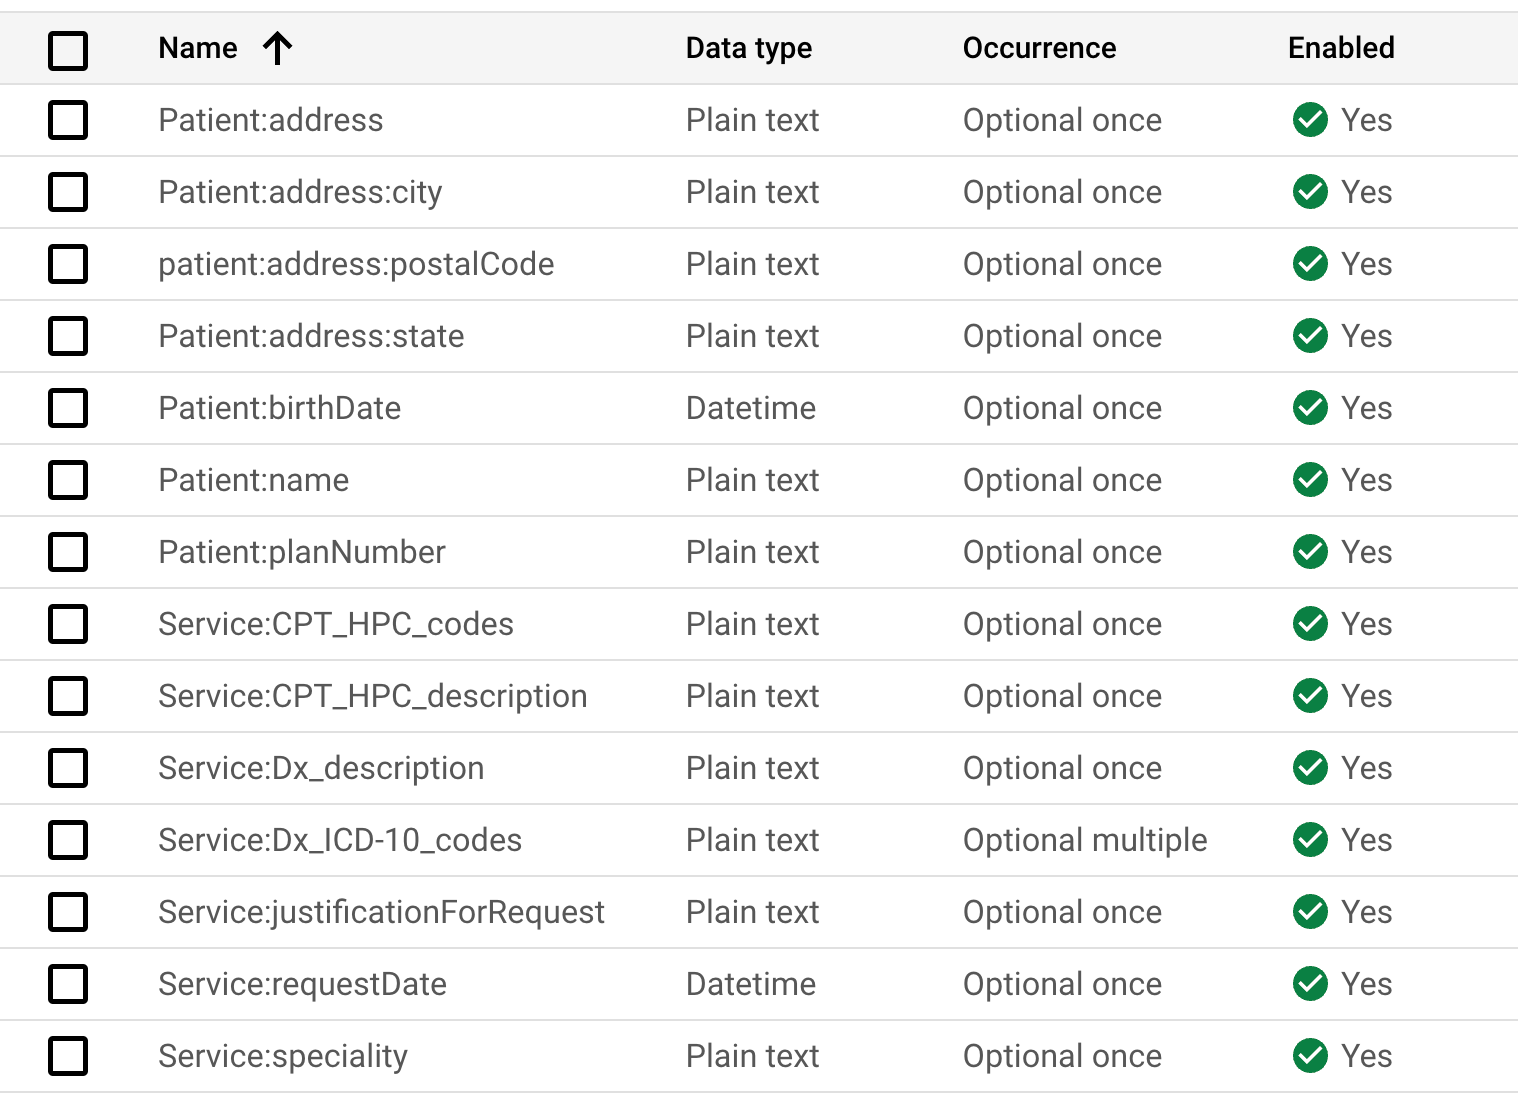 Name Data type Occurrence Enabled
Patient:address Plain text Optional once Yes
Patient:address:city Plain text Optional once Yes
patient:address:postalCode Plain text Optional once Yes
Patient:address:state Plain text Optional once Yes
Patient:birthDate Datetime Optional once Yes
Patient:name Plain text Optional once Yes
Patient:planNumber Plain text Optional once Yes
Service:CPT_HPC_codes Plain text Optional once Yes
Service:CPT_HPC_description Plain text Optional once Yes
Service:Dx_description Plain text Optional once Yes
Service:Dx_ICD-10_codes Plain text Optional multiple Yes
Service:justificationForRequest Plain text Optional once Yes
Service:requestDate Datetime Optional once Yes
Service:speciality Plain text Optional once Yes